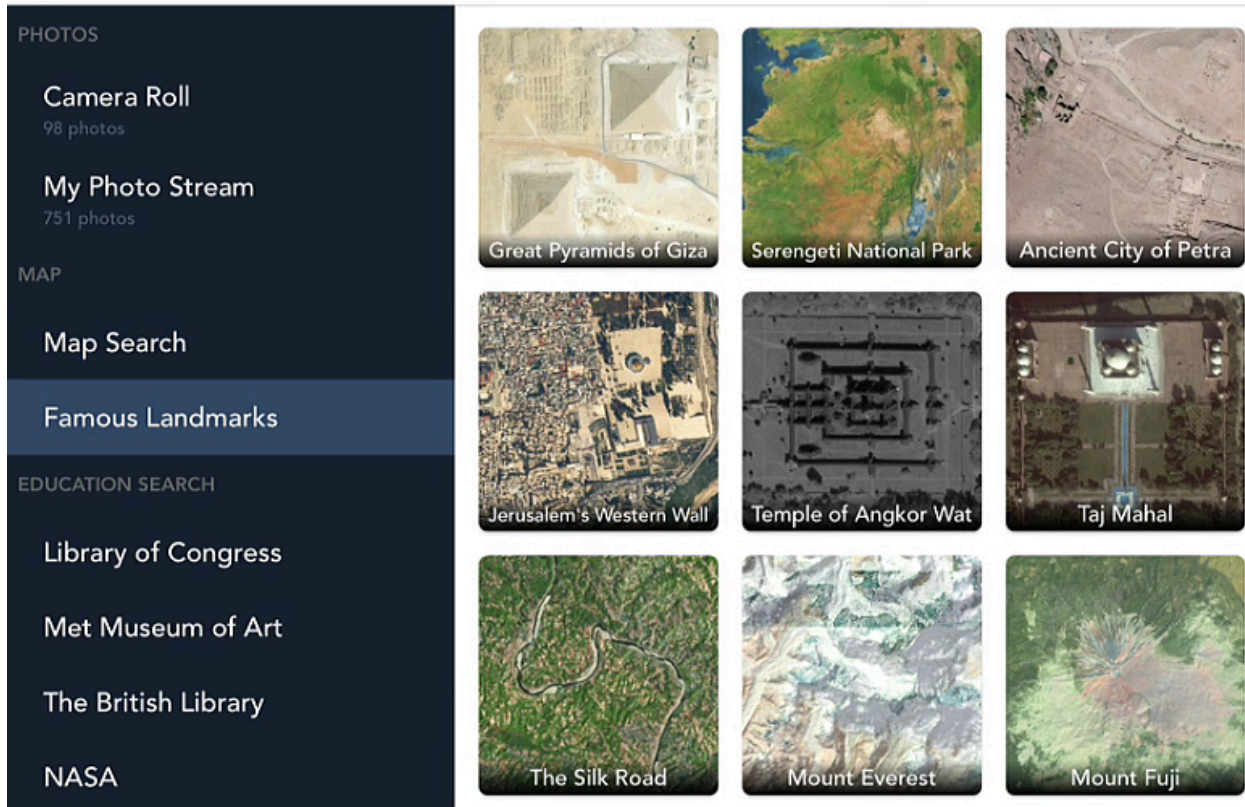 PHOTOS
Camera Roll
98 photos
My Photo Stream
751 photos
MAP
Map Search
Famous Landmarks
EDUCATION SEARCH
Library of Congress
Met Museum of Art
The British Library
NASA
Great Pyramids of Giza
Serengeti National Park
Ancient City of Petra
Jerusalem's Western Wall
Temple of Angkor Wat
Taj Mahal
The Silk Road
Mount Everest
Mount Fuji